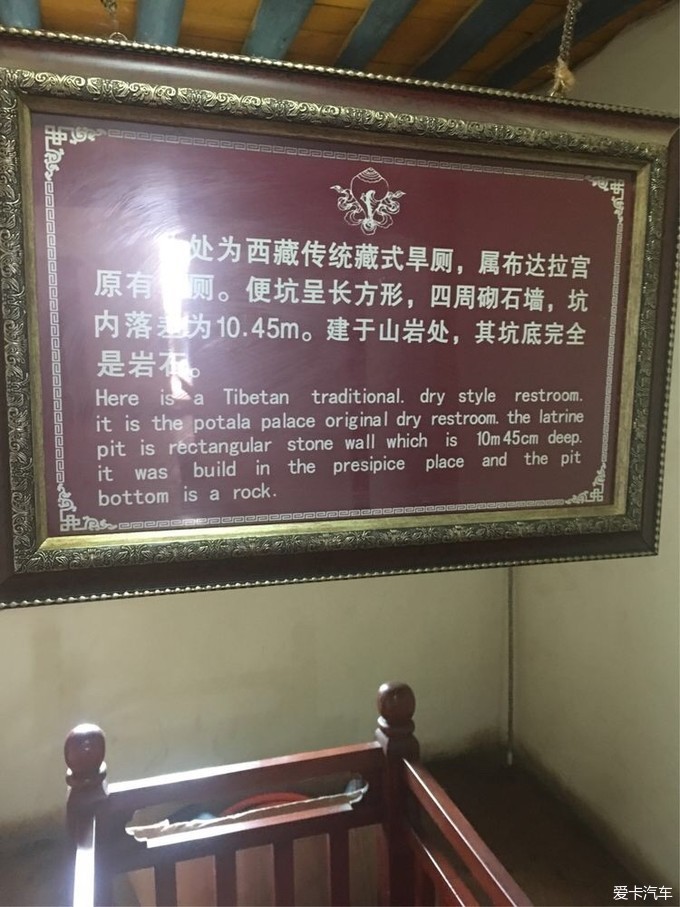 处为西藏传统藏式旱厕，属布达拉宫
原有厕。便坑呈长方形，四周砌石墙，坑
内落差为10.45m。建于山岩处，其坑底完全
是岩石。
Here is a Tibetan traditional. dry style restroom.
it is the potala palace original dry restroom. the latrine
pit is rectangular stone wall which is 10m45cm deep.
it was build in the presipice place and the pit
bottom is a rock.
爱卡汽车